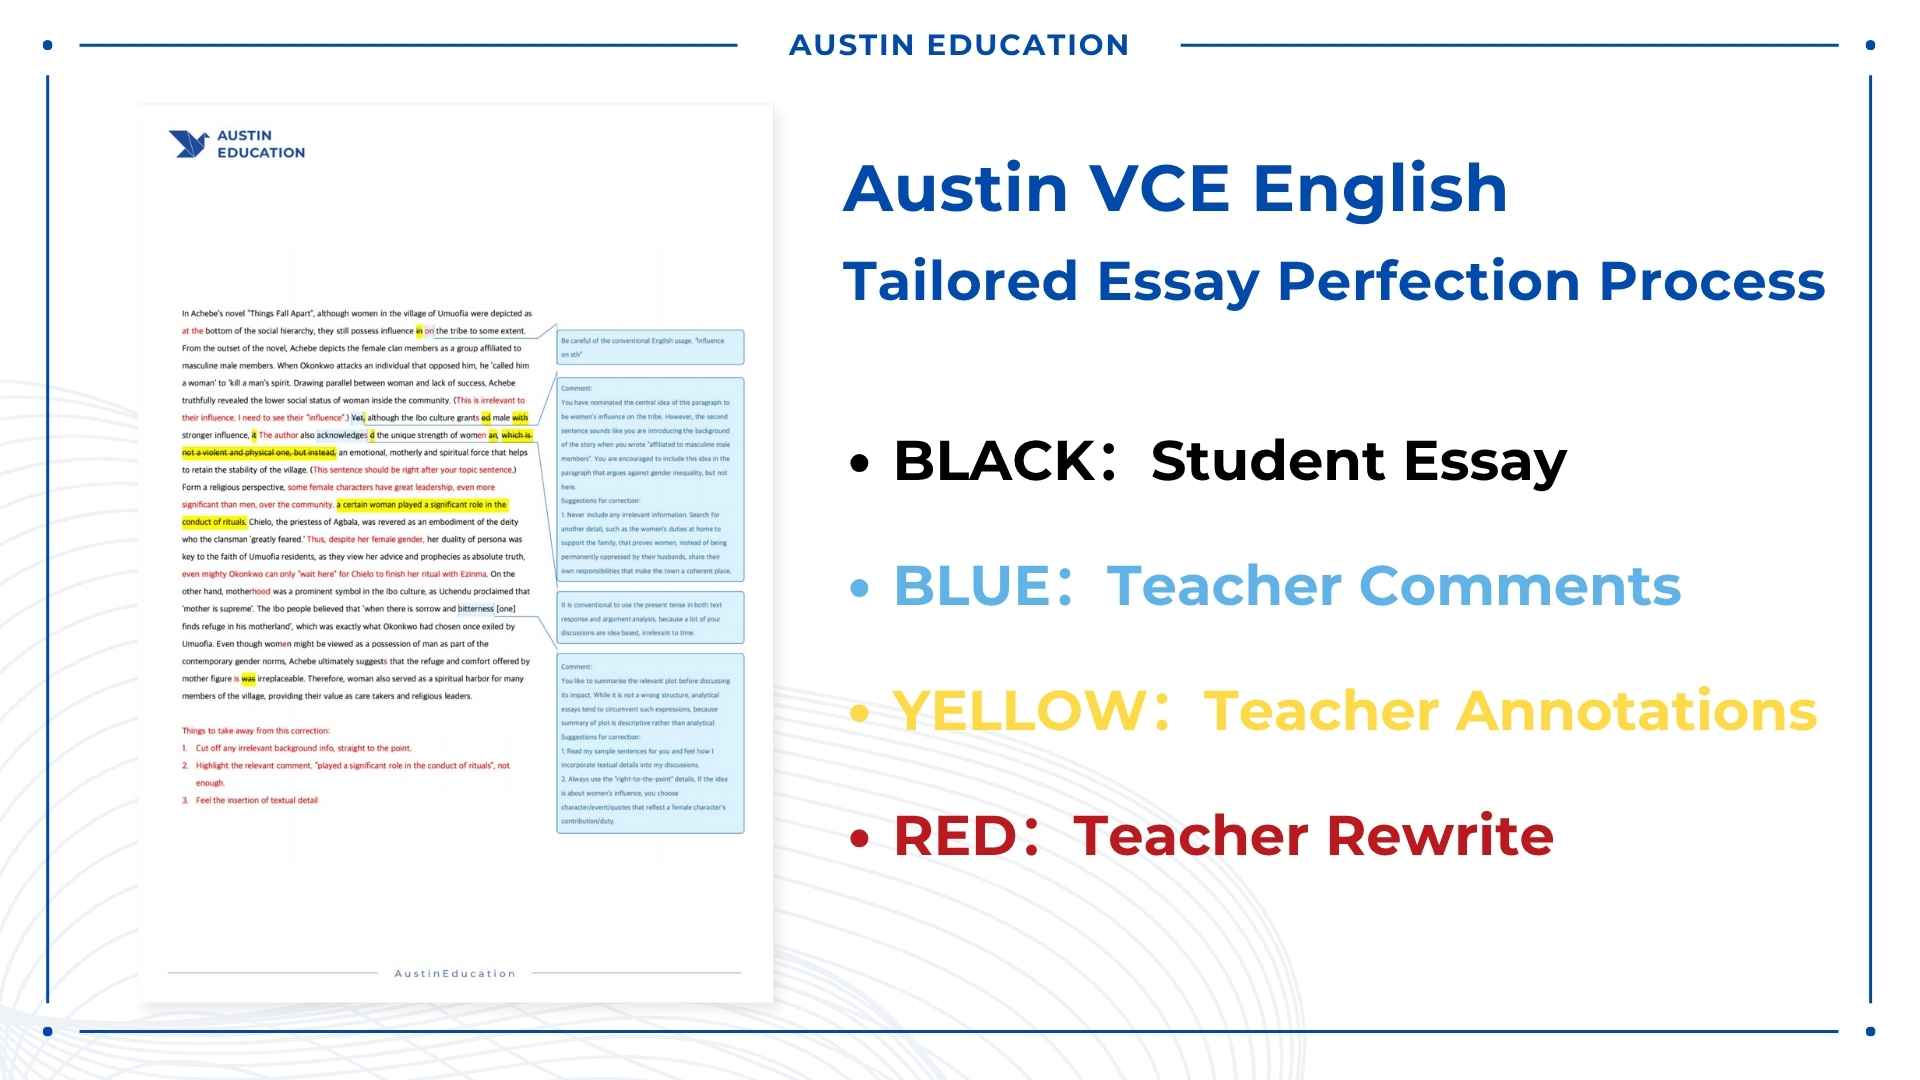 AUSTIN EDUCATION
AUSTIN
EDUCATION
In Achebe's novel "Things Fall Apart", although women in the village of Umuofia were depicted as
at the bottom of the social hierarchy, they still possess influence in on the tribe to some extent.
From the outset of the novel, Achebe depicts the female clan members as a group affiliated to
masculine male members. When Okonkwo attacks an individual that opposed him, he 'called him
a woman' to 'kill a man's spirit. Drawing parallel between woman and lack of success, Achebe
truthfully revealed the lower social status of woman inside the community. (This is irrelevant to
their influence. I need to see their "influence".) Yet, although the Ibo culture grants ed male with
stronger influence, it The author also acknowledges d the unique strength of women an, which is
not a violent and physical one, but instead, an emotional, motherly and spiritual force that helps
to retain the stability of the village. (This sentence should be right after your topic sentence.)
Form a religious perspective, some female characters have great leadership, even more
significant than men, over the community. a certain woman played a significant role in the
conduct of rituals. Chielo, the priestess of Agbala, was revered as an embodiment of the deity
who the clansman 'greatly feared.' Thus, despite her female gender, her duality of persona was
key to the faith of Umuofia residents, as they view her advice and prophecies as absolute truth,
even mighty Okonkwo can only "wait here" for Chielo to finish her ritual with Ezinma. On the
other hand, motherhood was a prominent symbol in the Ibo culture, as Uchendu proclaimed that
'mother is supreme'. The Ibo people believed that 'when there is sorrow and bitterness [one]
finds refuge in his motherland', which was exactly what Okonkwo had chosen once exiled by
Umuofia. Even though women might be viewed as a possession of man as part of the
contemporary gender norms, Achebe ultimately suggests that the refuge and comfort offered by
mother figure is was irreplaceable. Therefore, woman also served as a spiritual harbor for many
members of the village, providing their value as care takers and religious leaders.
Things to take away from this correction:
1. Cut off any irrelevant background info, straight to the point.
2. Highlight the relevant comment, "played a significant role in the conduct of rituals", not
enough.
3. Feel the insertion of textual detail
Be careful of the conventional English usage, "influence
on sth"
Comment:
You have nominated the central idea of this paragraph to
be women's influence on the tribe. However, the second
sentence sounds like you are introducing the background
of the story when you wrote "affiliated to masculine male
members". You are encouraged to include this idea in the
paragraph that argues against gender inequality, but not
here.
Suggestions for correction:
1. Never include any irrelevant information. Search for
another detail, such as the women's duties at home to
support the family, that proves women, instead of being
permanently oppressed by their husbands, share their
own responsibilities that make the town a coherent place.
It is conventional to use the present tense in both text
response and argument analysis, because a lot of your
discussions are idea based, irrelevant to time.
Comment:
You like to summarise the relevant plot before discussing
its impact. While it is not a wrong structure, analytical
essays tend to circumvent such expressions, because
summary of plot is descriptive rather than analytical
Suggestions for correction:
1. Read my sample sentences for you and feel how I
incorporate textual details into my discussions.
2. Always use the "right-to-the-point" details. If the idea
is about women's influence, you choose
character/event/quotes that reflect a female character's
contribution/duty.
AustinEducation
Austin VCE English
Tailored Essay Perfection Process
• BLACK： Student Essay
• BLUE： Teacher Comments
• YELLOW： Teacher Annotations
• RED： Teacher Rewrite